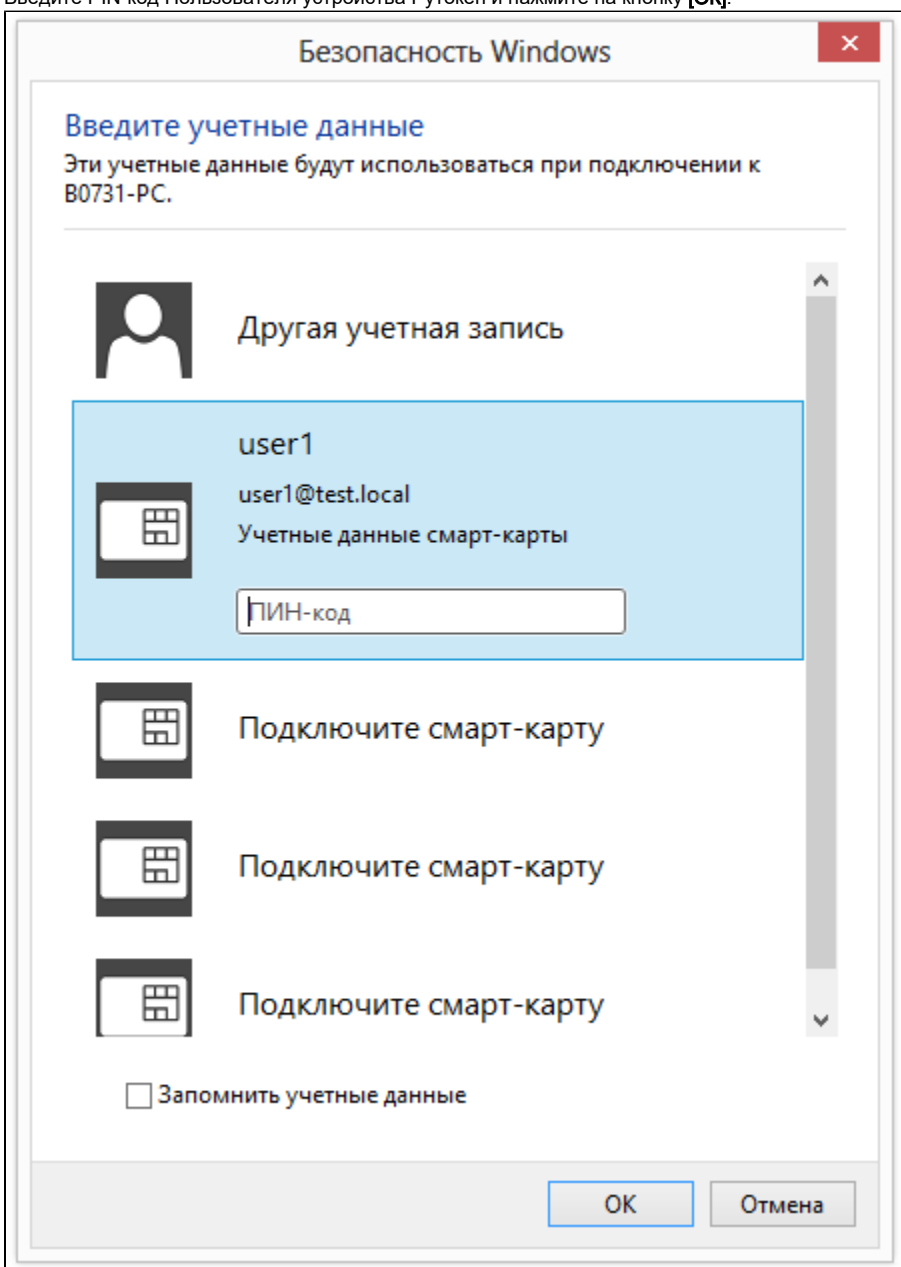 Введите PIN-код Пользователя устройства Рутокен и нажмите на кнопку [ОК].
Безопасность Windows
Введите учетные данные
Эти учетные данные будут использоваться при подключении к
B0731-PC.
Другая учетная запись
user1
user1@test.local
Учетные данные смарт-карты
ПИН-код
Подключите смарт-карту
Подключите смарт-карту
Подключите смарт-карту
Запомнить учетные данные
ОК
Отмена